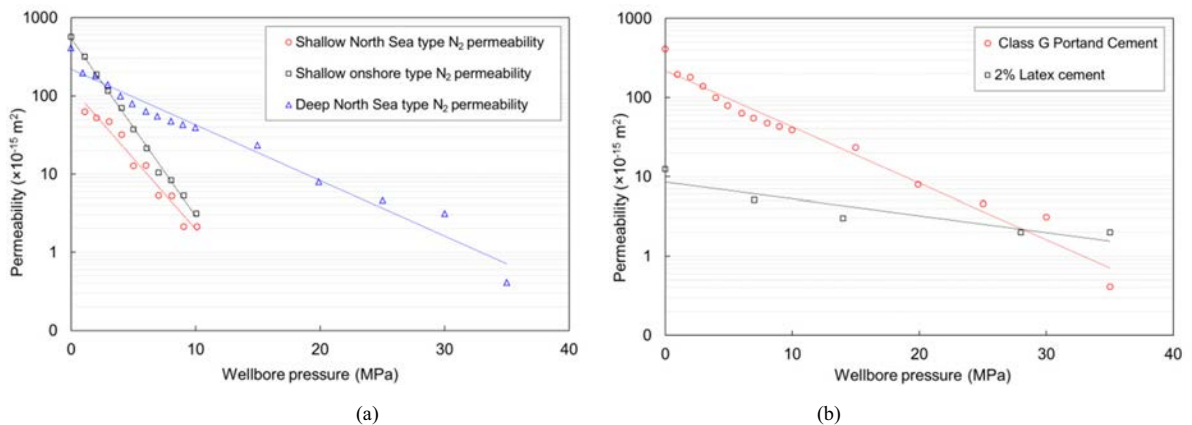 1000
100
10
1
0
Permeability (×10⁻¹⁵ m²)
Shallow North Sea type N₂ permeability
Shallow onshore type N₂ permeability
Deep North Sea type N₂ permeability
0 10 20 30 40
Wellbore pressure (MPa)
(a)
1000
100
10
1
0
Permeability (×10⁻¹⁵ m²)
Class G Portand Cement
2% Latex cement
0 10 20 30 40
Wellbore pressure (MPa)
(b)